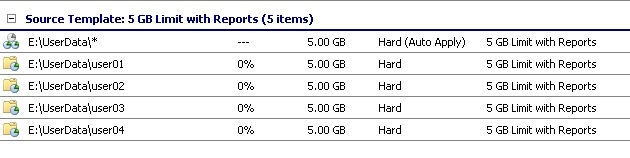 Source Template: 5 GB Limit with Reports (5 items)
E:\UserData\* --- 5.00 GB Hard (Auto Apply) 5 GB Limit with Reports
E:\UserData\user01 0% 5.00 GB Hard 5 GB Limit with Reports
E:\UserData\user02 0% 5.00 GB Hard 5 GB Limit with Reports
E:\UserData\user03 0% 5.00 GB Hard 5 GB Limit with Reports
E:\UserData\user04 0% 5.00 GB Hard 5 GB Limit with Reports